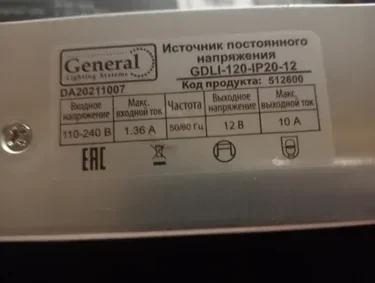 General
Lighting Systems
DA20211007
Источник постоянного
напряжения
GDLI-120-IP20-12
Код продукта: 512600
Входное напряжение
Макс. входной ток
Частота
Выходное напряжение
Макс. выходной ток
110-240 В
1.36 А
50/60 Гц
12 В
10 А
EAC